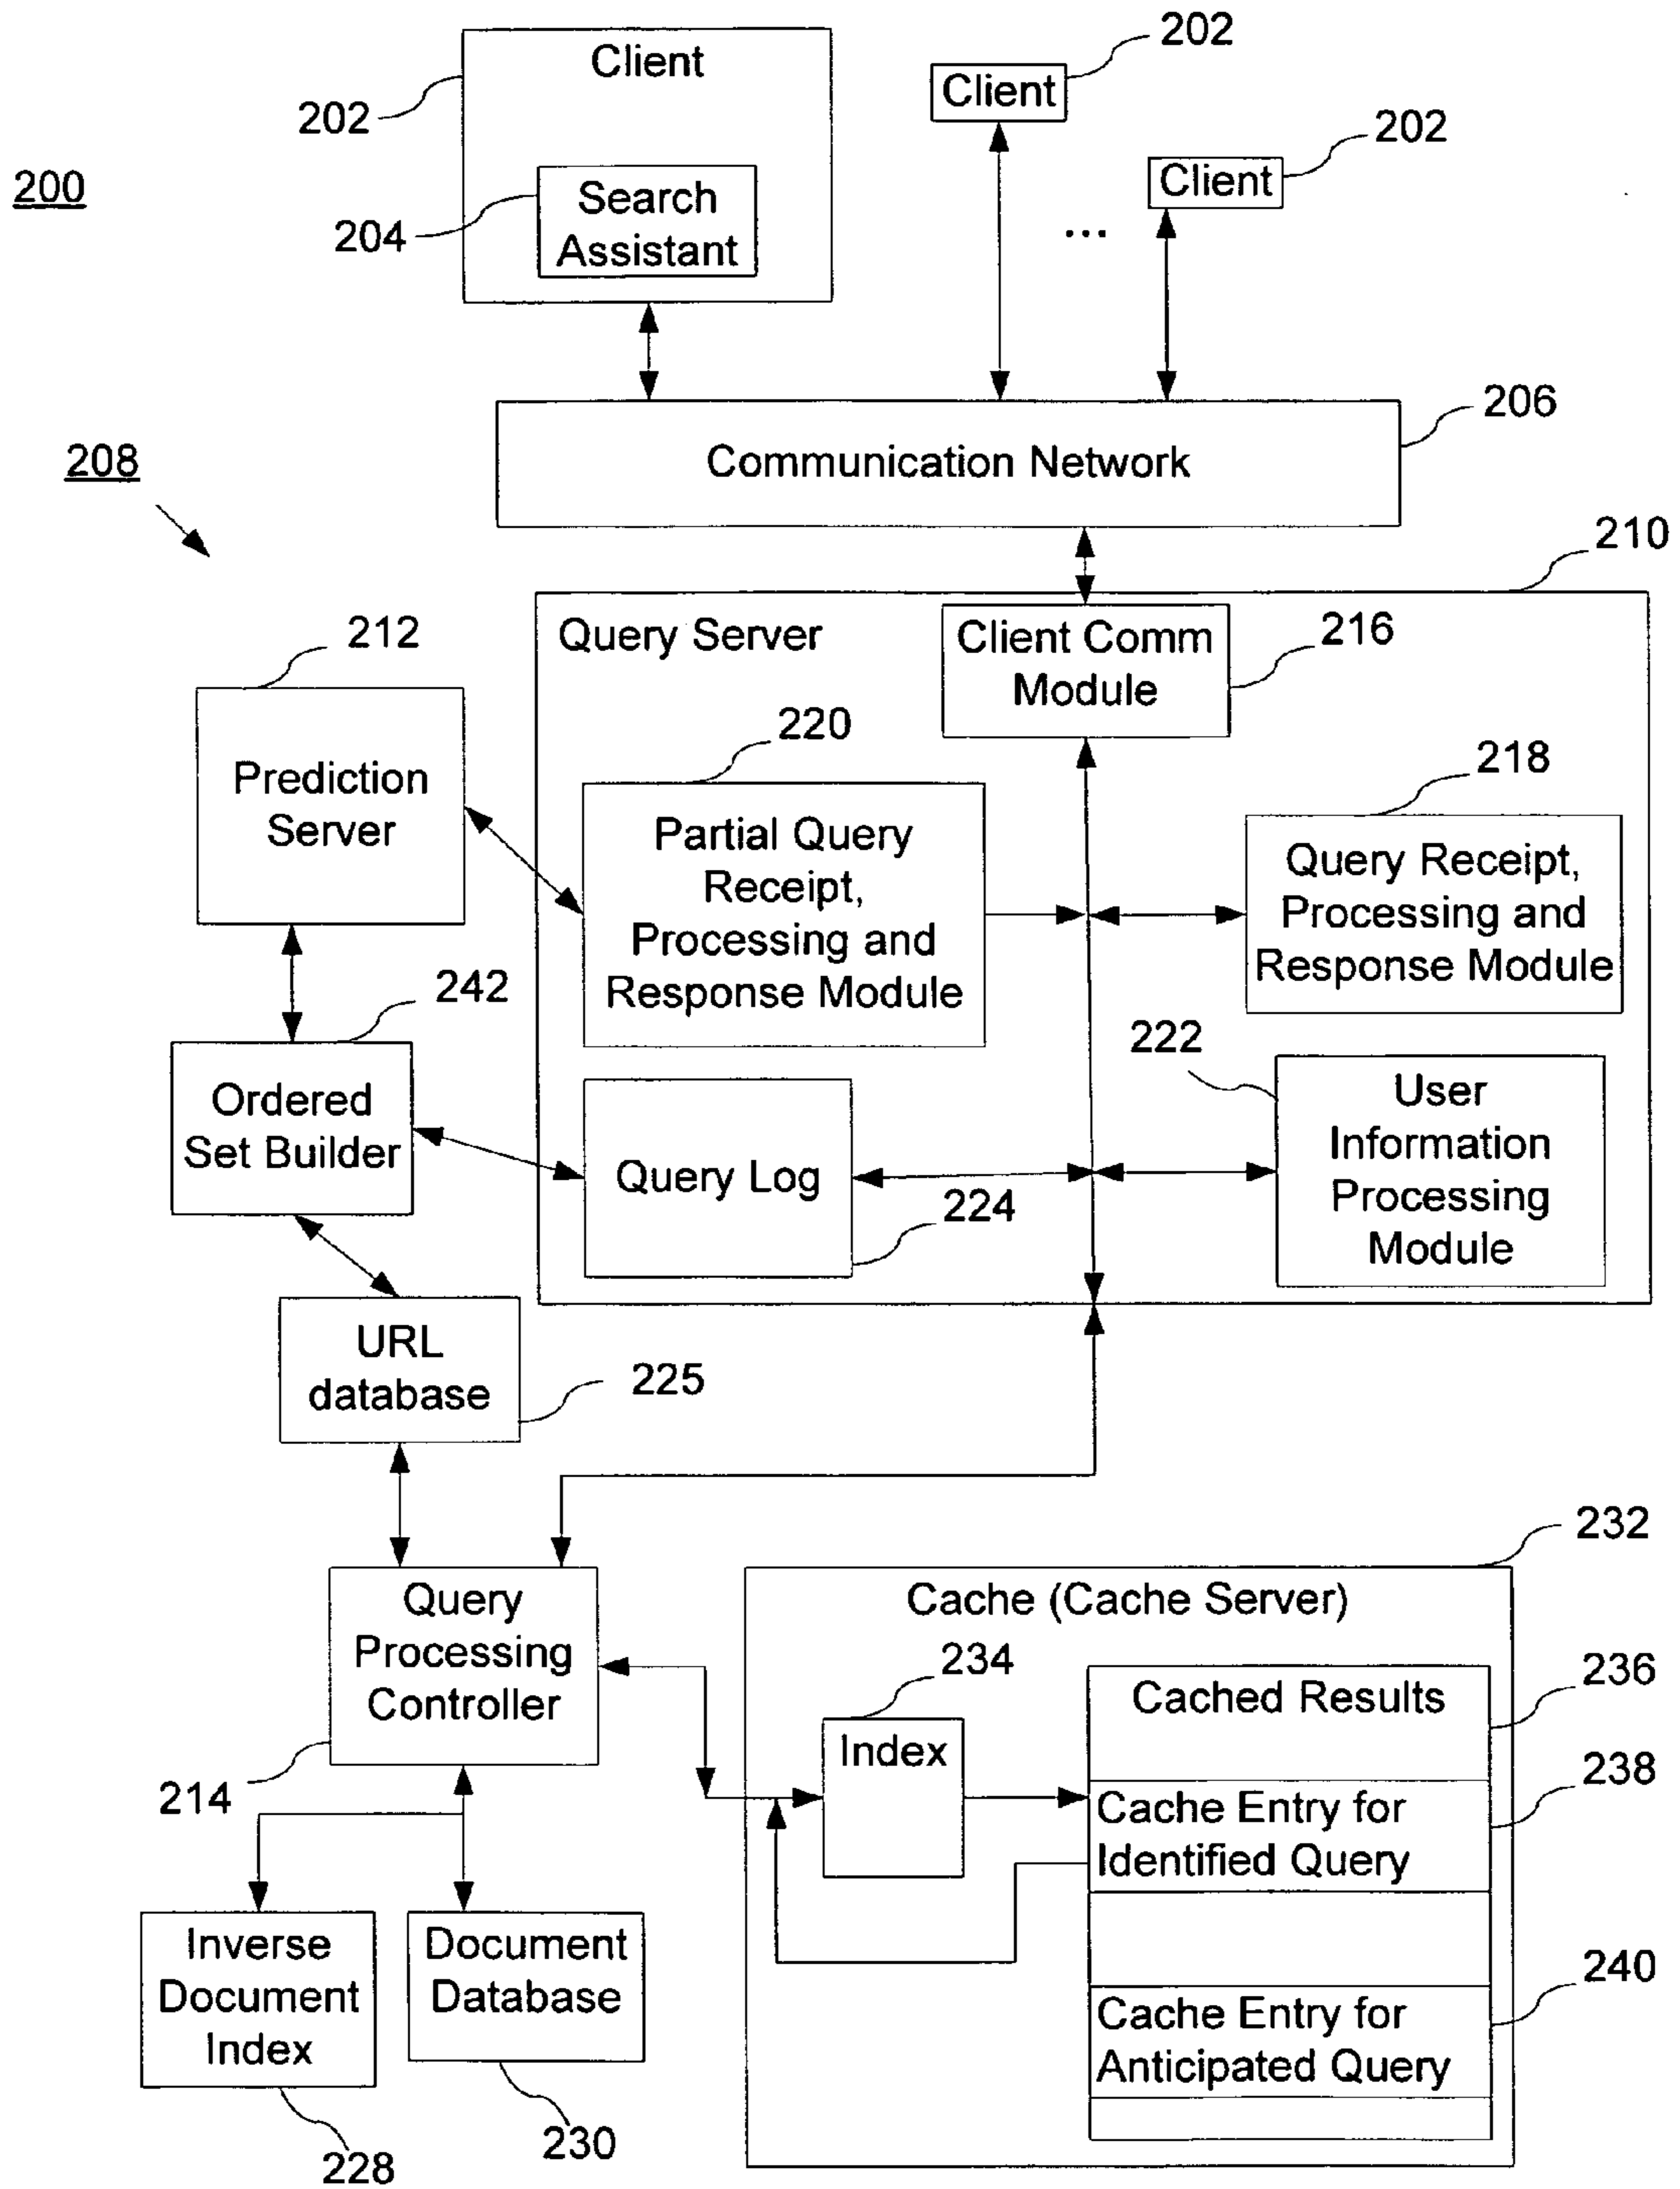 200
Client
202
Search
Assistant
204
Client
202
Client
202
...
Communication Network
206
208
210
Query Server
Client Comm
Module
216
212
Prediction
Server
220
Partial Query
Receipt,
Processing and
Response Module
218
Query Receipt,
Processing and
Response Module
242
Ordered
Set Builder
Query Log
224
222
User
Information
Processing
Module
URL
database
225
Query
Processing
Controller
214
Inverse
Document
Index
228
Document
Database
230
232
Cache (Cache Server)
234
Index
Cached Results
236
Cache Entry for
Identified Query
238
Cache Entry for
Anticipated Query
240